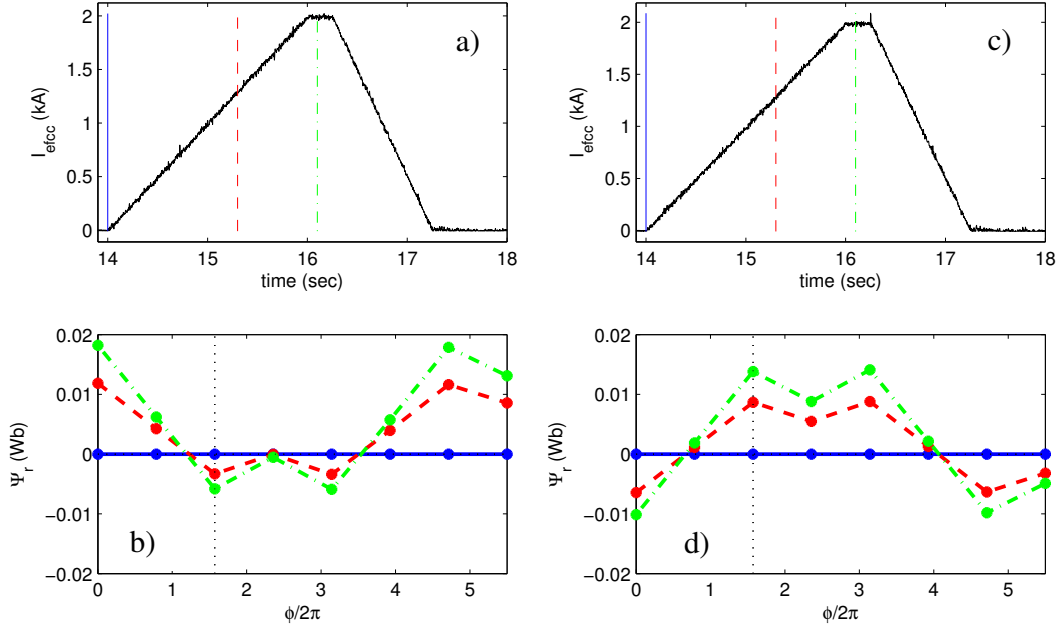 2
1.5
1
0.5
0
I_efcc (kA)
a)
14 15 16 17 18
time (sec)
2
1.5
1
0.5
0
I_efcc (kA)
c)
14 15 16 17 18
time (sec)
0.02
0.01
0
−0.01
−0.02
Ψ_r (Wb)
b)
0 1 2 3 4 5
ϕ/2π
0.02
0.01
0
−0.01
−0.02
Ψ_r (Wb)
d)
0 1 2 3 4 5
ϕ/2π